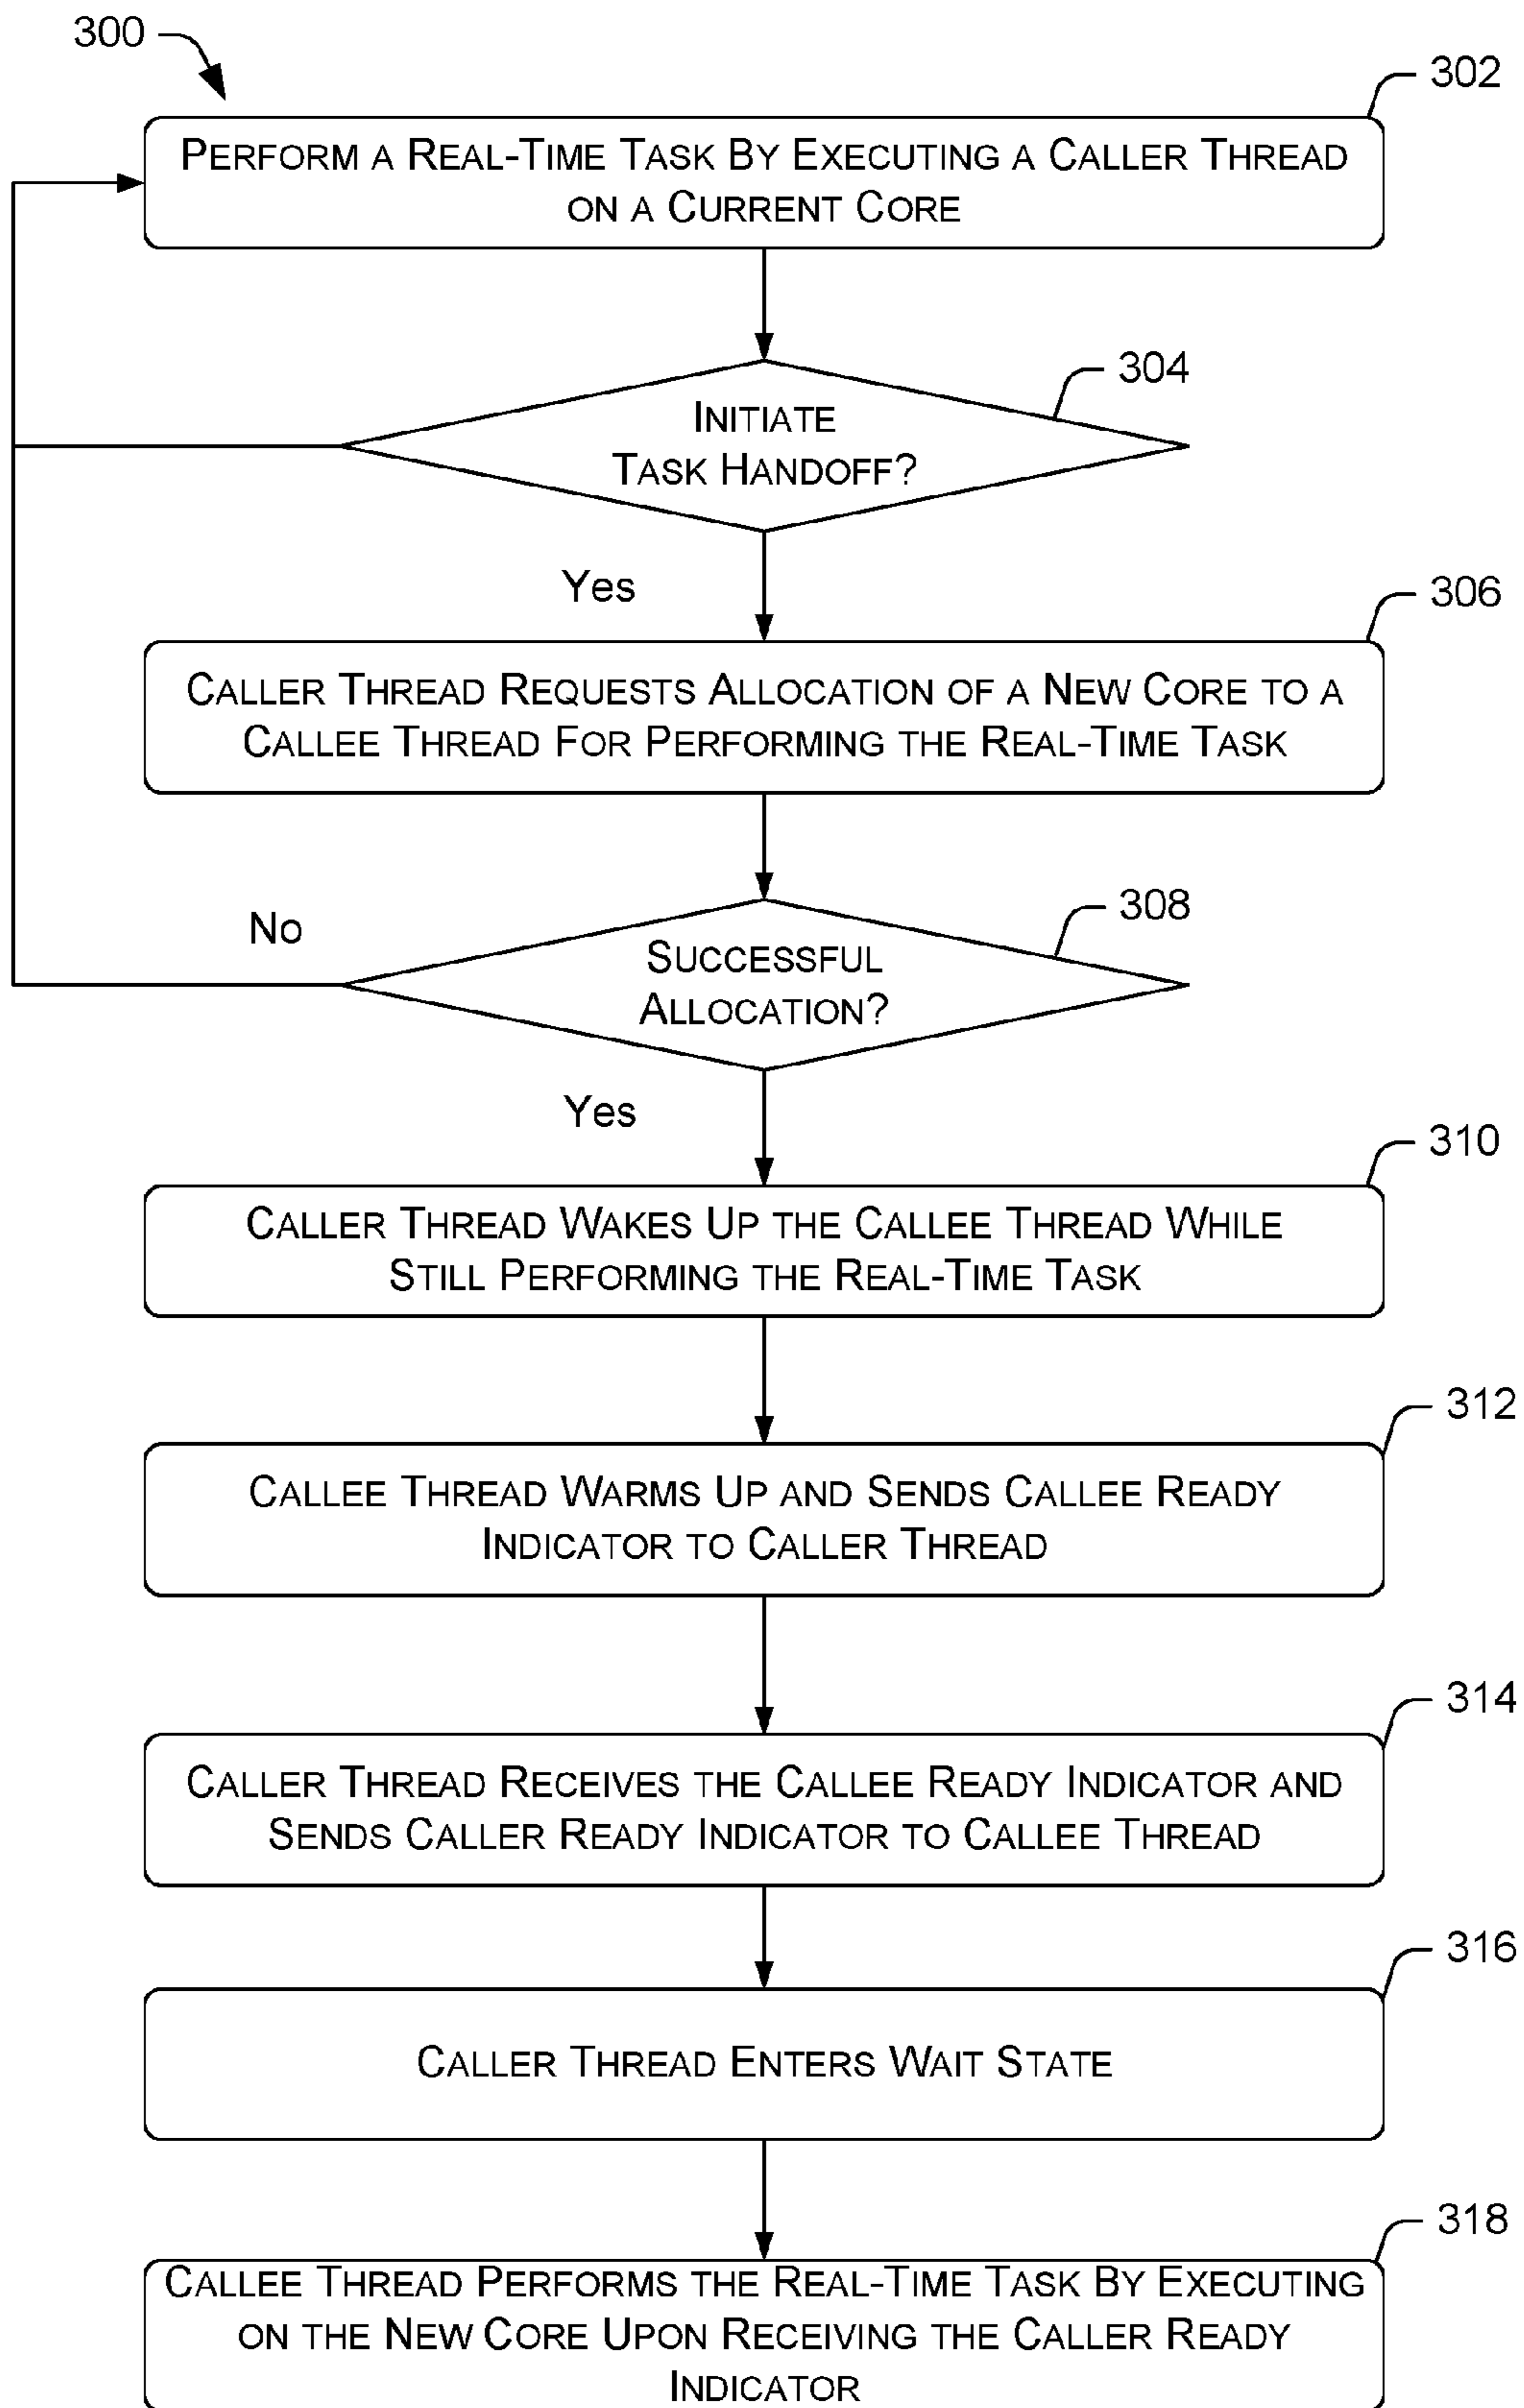 300
302
PERFORM A REAL-TIME TASK BY EXECUTING A CALLER THREAD
ON A CURRENT CORE
304
INITIATE
TASK HANDOFF?
Yes
306
CALLER THREAD REQUESTS ALLOCATION OF A NEW CORE TO A
CALLEE THREAD FOR PERFORMING THE REAL-TIME TASK
308
No
SUCCESSFUL
ALLOCATION?
Yes
310
CALLER THREAD WAKES UP THE CALLEE THREAD WHILE
STILL PERFORMING THE REAL-TIME TASK
312
CALLEE THREAD WARMS UP AND SENDS CALLEE READY
INDICATOR TO CALLER THREAD
314
CALLER THREAD RECEIVES THE CALLEE READY INDICATOR AND
SENDS CALLER READY INDICATOR TO CALLEE THREAD
316
CALLER THREAD ENTERS WAIT STATE
318
CALLEE THREAD PERFORMS THE REAL-TIME TASK BY EXECUTING
ON THE NEW CORE UPON RECEIVING THE CALLER READY
INDICATOR